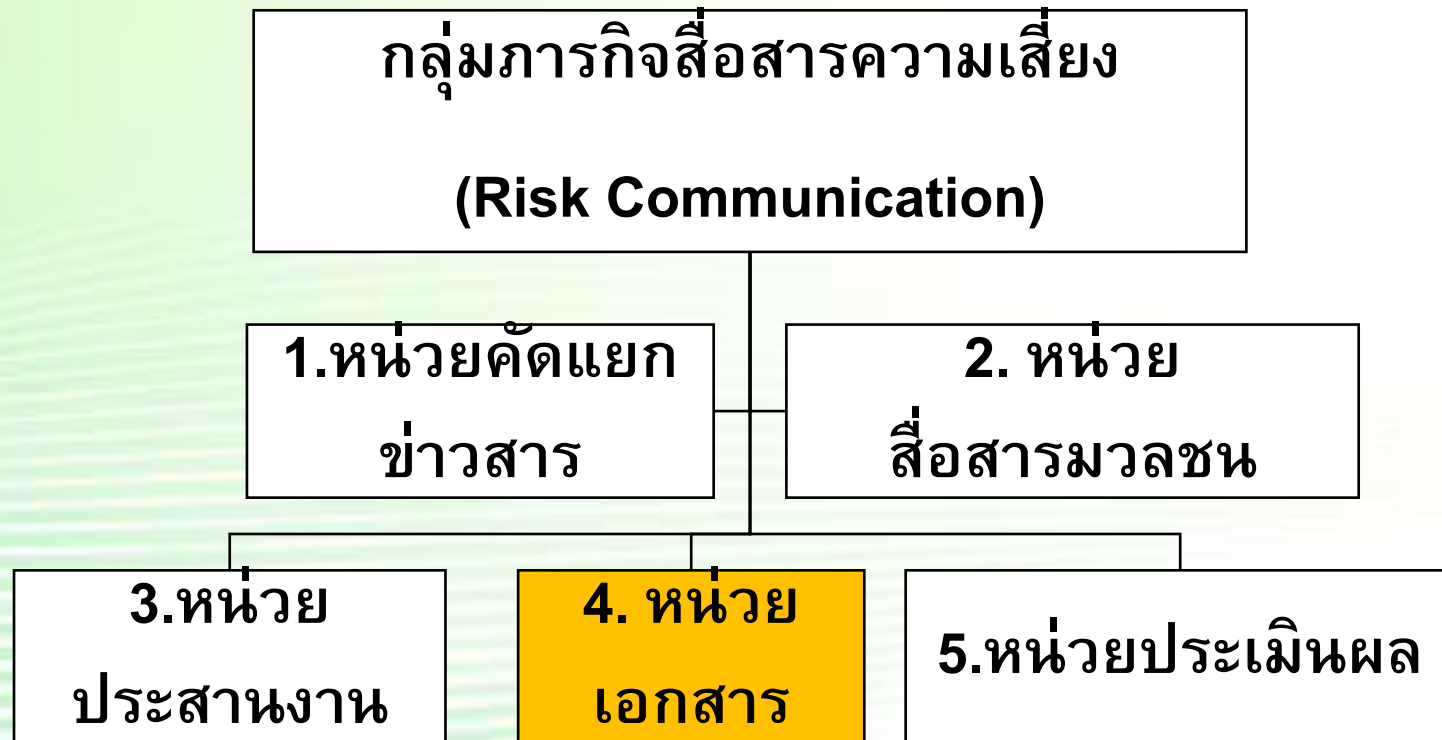 กลุ่มภารกิจสื่อสารความเสี่ยง
(Risk Communication)
1.หน่วยคัดแยก
ข่าวสาร
2. หน่วย
สื่อสารมวลชน
3.หน่วย
ประสานงาน
4. หน่วย
เอกสาร
5.หน่วยประเมินผล